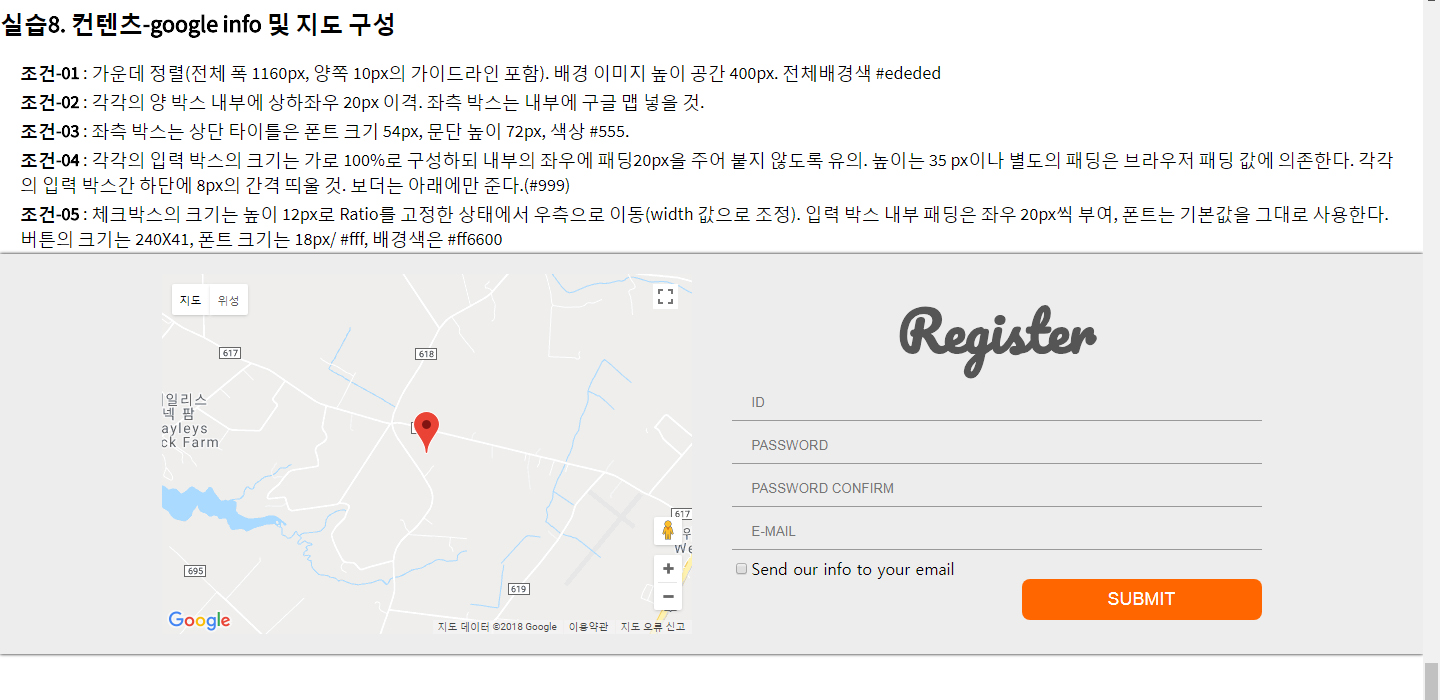 실습8. 컨텐츠-google info 및 지도 구성
조건-01 : 가운데 정렬(전체 폭 1160px, 양쪽 10px의 가이드라인 포함). 배경 이미지 높이 공간 400px. 전체배경색 #ededed
조건-02 : 각각의 양 박스 내부에 상하좌우 20px 이격. 좌측 박스는 내부에 구글 맵 넣을 것.
조건-03 : 좌측 박스는 상단 타이틀은 폰트 크기 54px, 문단 높이 72px, 색상 #555.
조건-04 : 각각의 입력 박스의 크기는 가로 100%로 구성하되 내부의 좌우에 패딩20px을 주어 붙지 않도록 유의. 높이는 35 px이나 별도의 패딩은 브라우저 패딩 값에 의존한다. 각각
의 입력 박스간 하단에 8px의 간격 띄울 것. 보더는 아래에만 준다.(#999)
조건-05 : 체크박스의 크기는 높이 12px로 Ratio를 고정한 상태에서 우측으로 이동(width 값으로 조정). 입력 박스 내부 패딩은 좌우 20px씩 부여, 폰트는 기본값을 그대로 사용한다.
버튼의 크기는 240X41, 폰트 크기는 18px/ #fff, 배경색은 #ff6600
지도 위성
617
618
일리스
넥 팜
ayleys
ck Farm
617
우
We
695
619
Google
지도 데이터 ©2018 Google 이용약관 지도 오류 신고
Register
ID
PASSWORD
PASSWORD CONFIRM
E-MAIL
Send our info to your email
SUBMIT